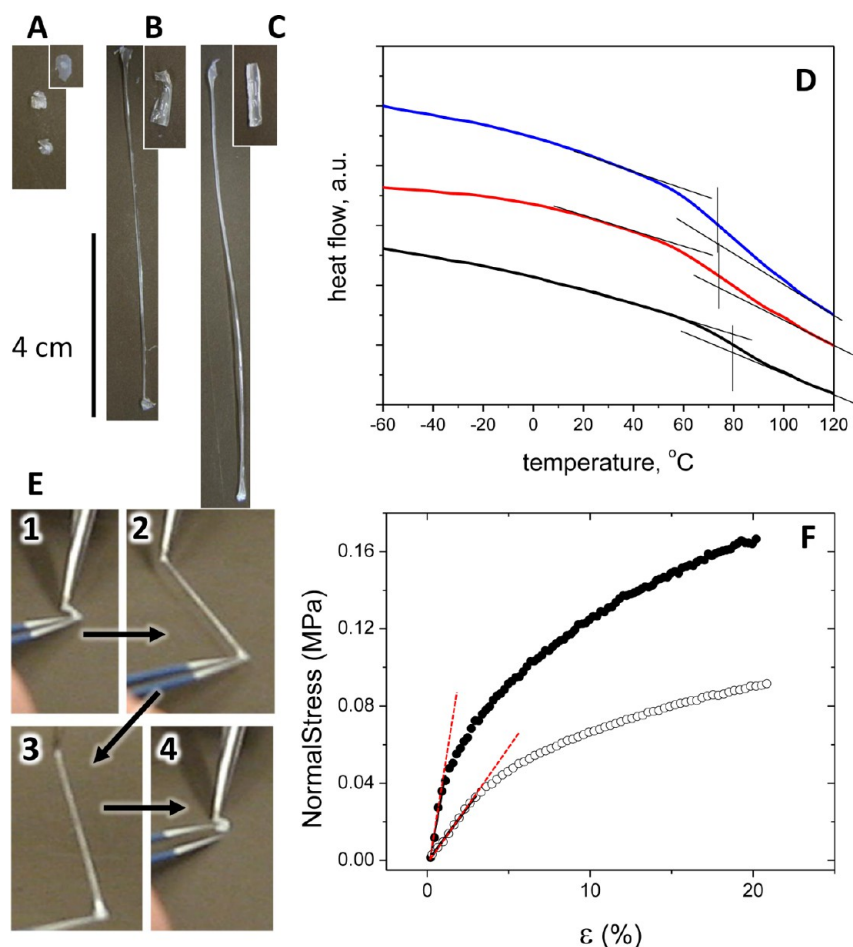 A
B
C
4 cm
D
heat flow, a.u.
-60 -40 -20 0 20 40 60 80 100 120
temperature, °C
E
1
2
3
4
F
NormalStress (MPa)
0.16
0.12
0.08
0.04
0.00
0 10 20
ε (%)